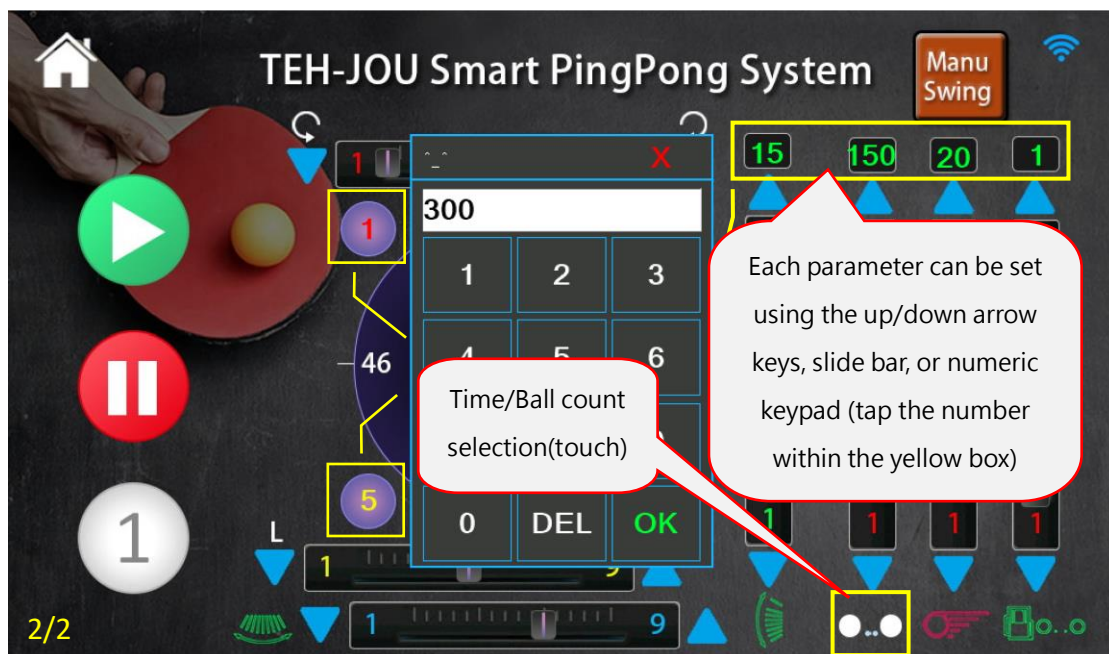 TEH-JOU Smart PingPong System
Manu
Swing
1
^_^
X
15
150
20
1
1
300
1
2
3
Each parameter can be set
using the up/down arrow
keys, slide bar, or numeric
keypad (tap the number
within the yellow box)
46
6
Time/Ball count
selection(touch)
5
0
DEL
OK
1
1
1
1
1
L
1
9
1
9
2/2